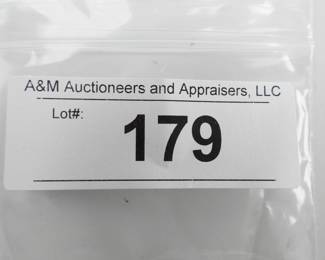 A&M Auctioneers and Appraisers, LLC
Lot#: 179